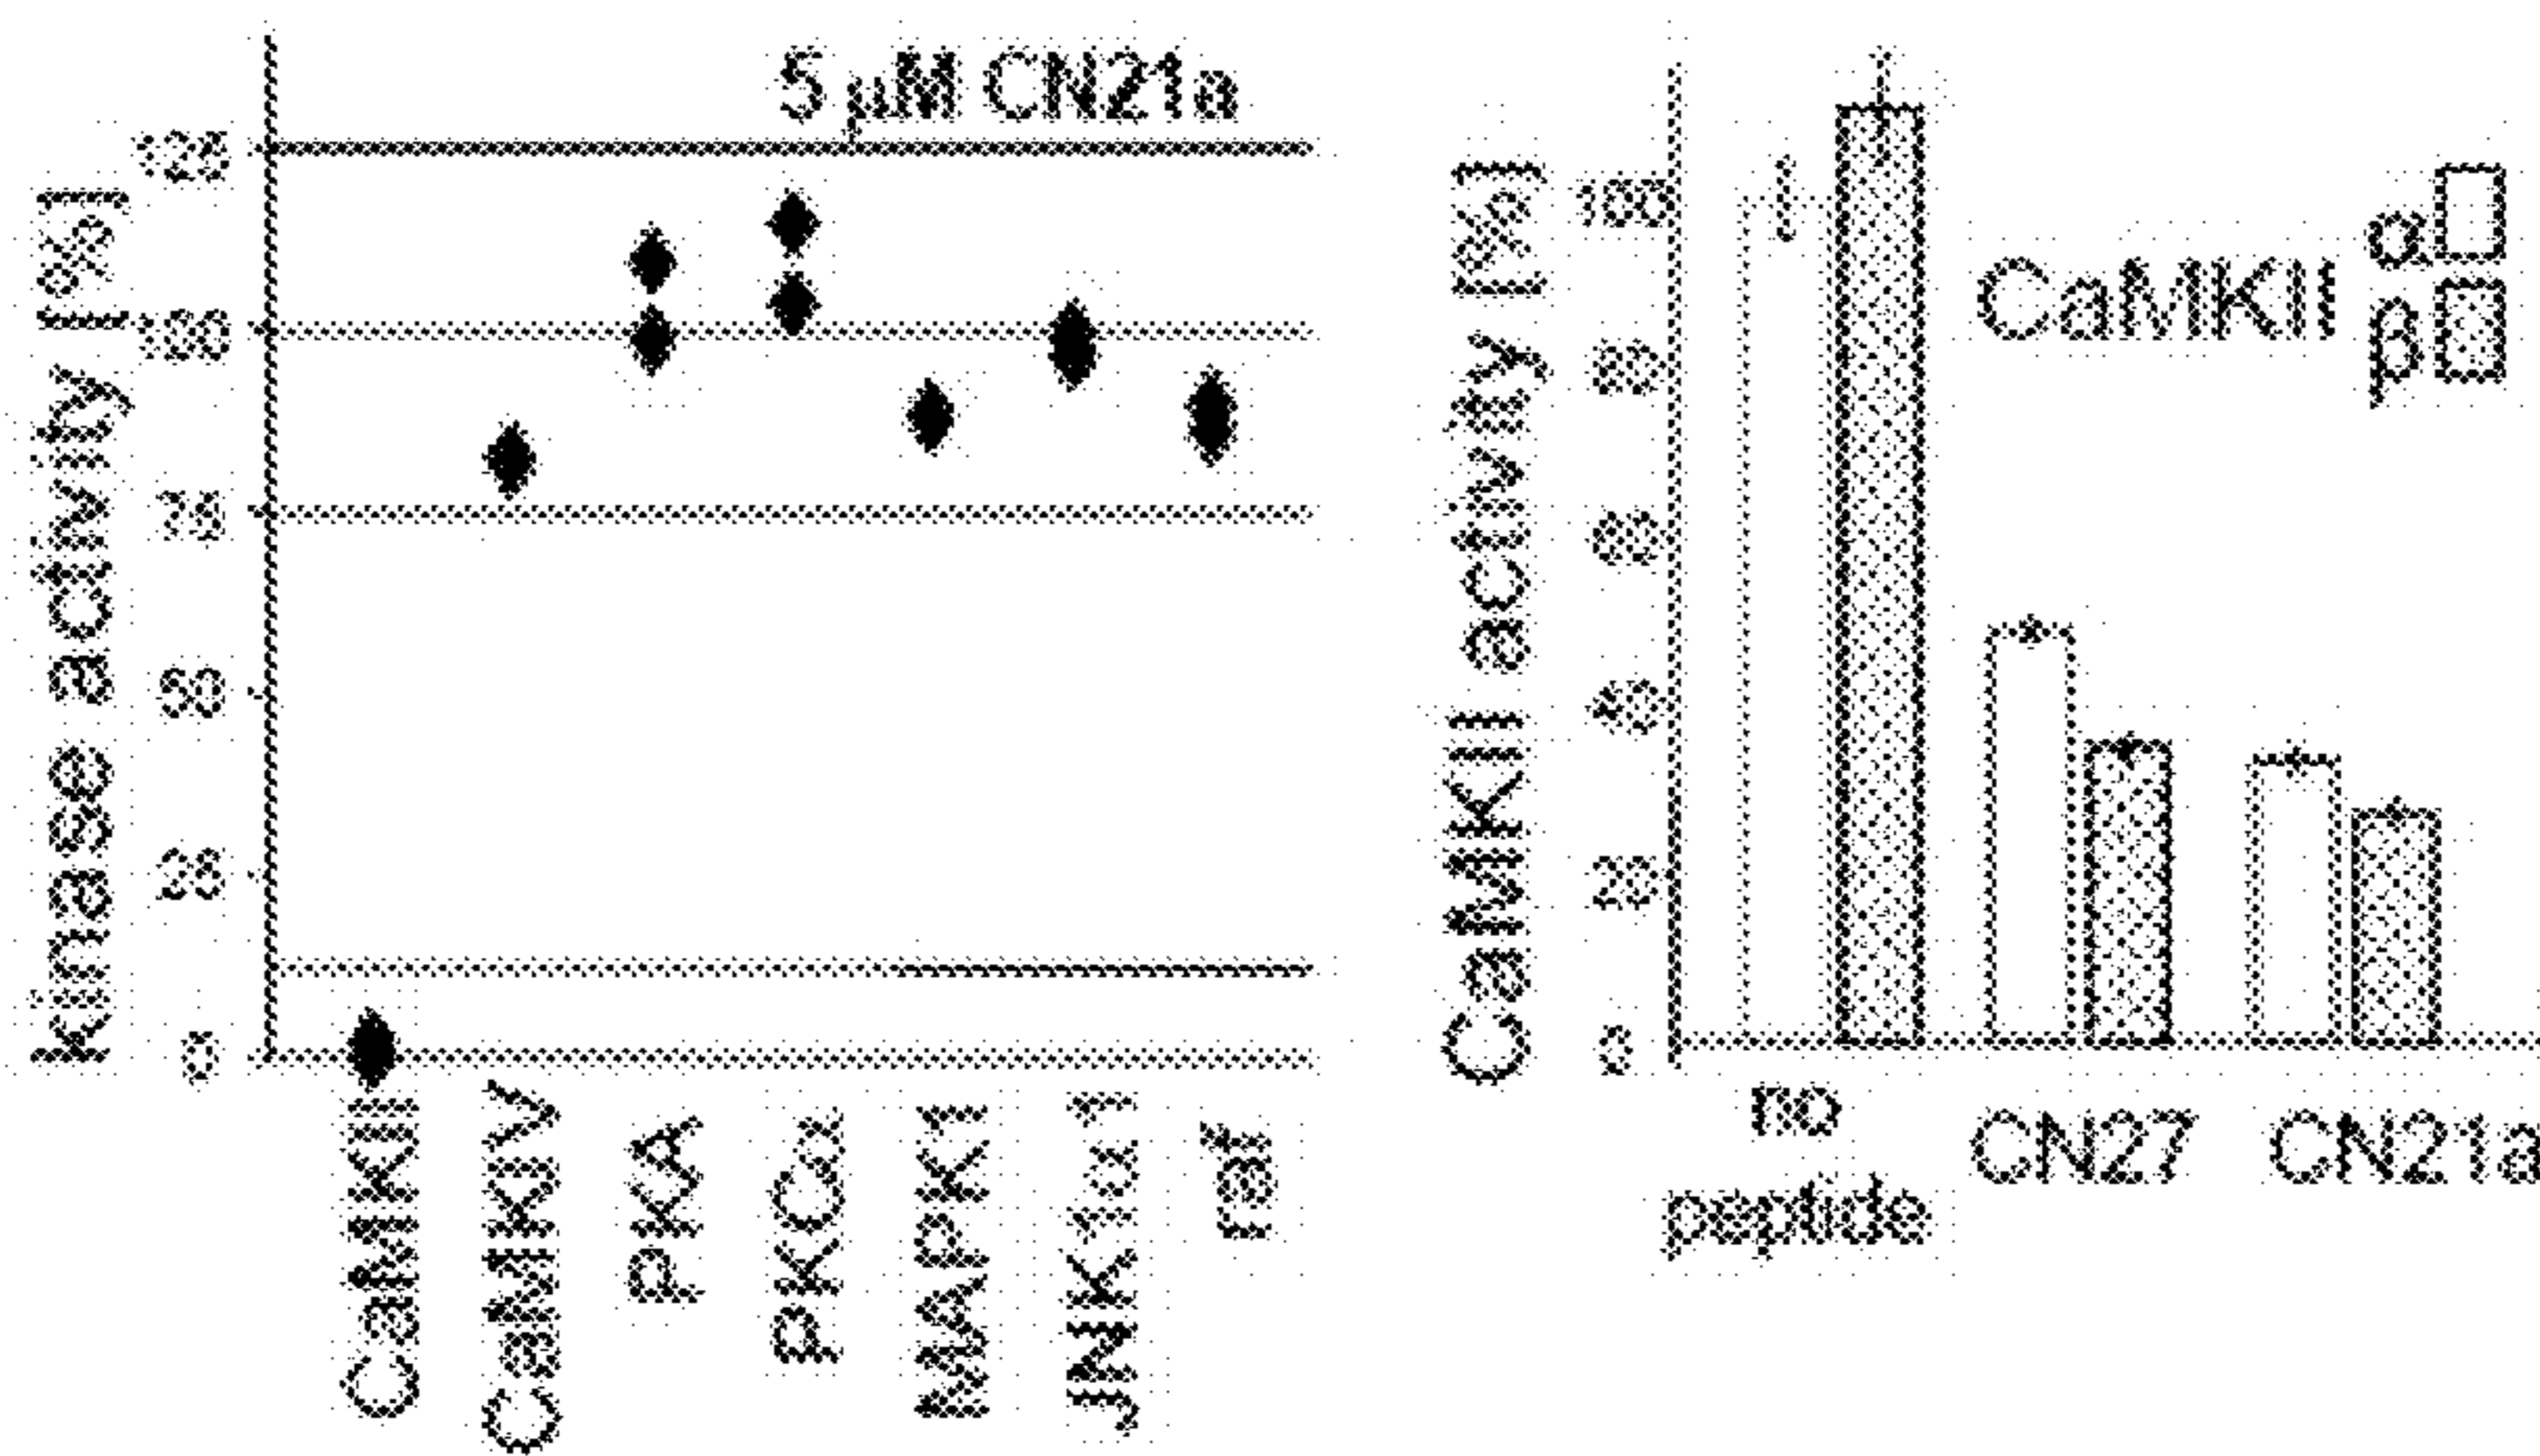 5 µM CN21a
kinase activity [%]
125
100
75
50
25
0
CaMKII
CaMKIV
PKA
PKCα
MAPK1
JNK1α1
raf
CaMKII activity [%]
100
80
60
40
20
0
CaMKII
α
β
no
peptide
CN27
CN21a